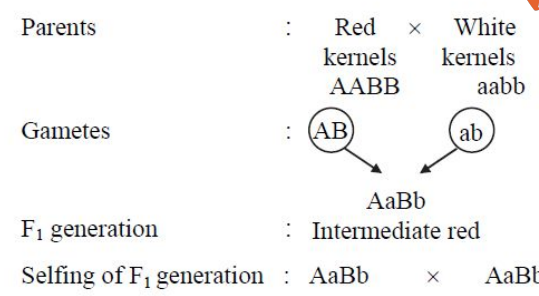 Parents : Red × White
kernels kernels
AABB aabb
Gametes : AB ab
AaBb
F₁ generation : Intermediate red
Selfing of F₁ generation : AaBb × AaBb